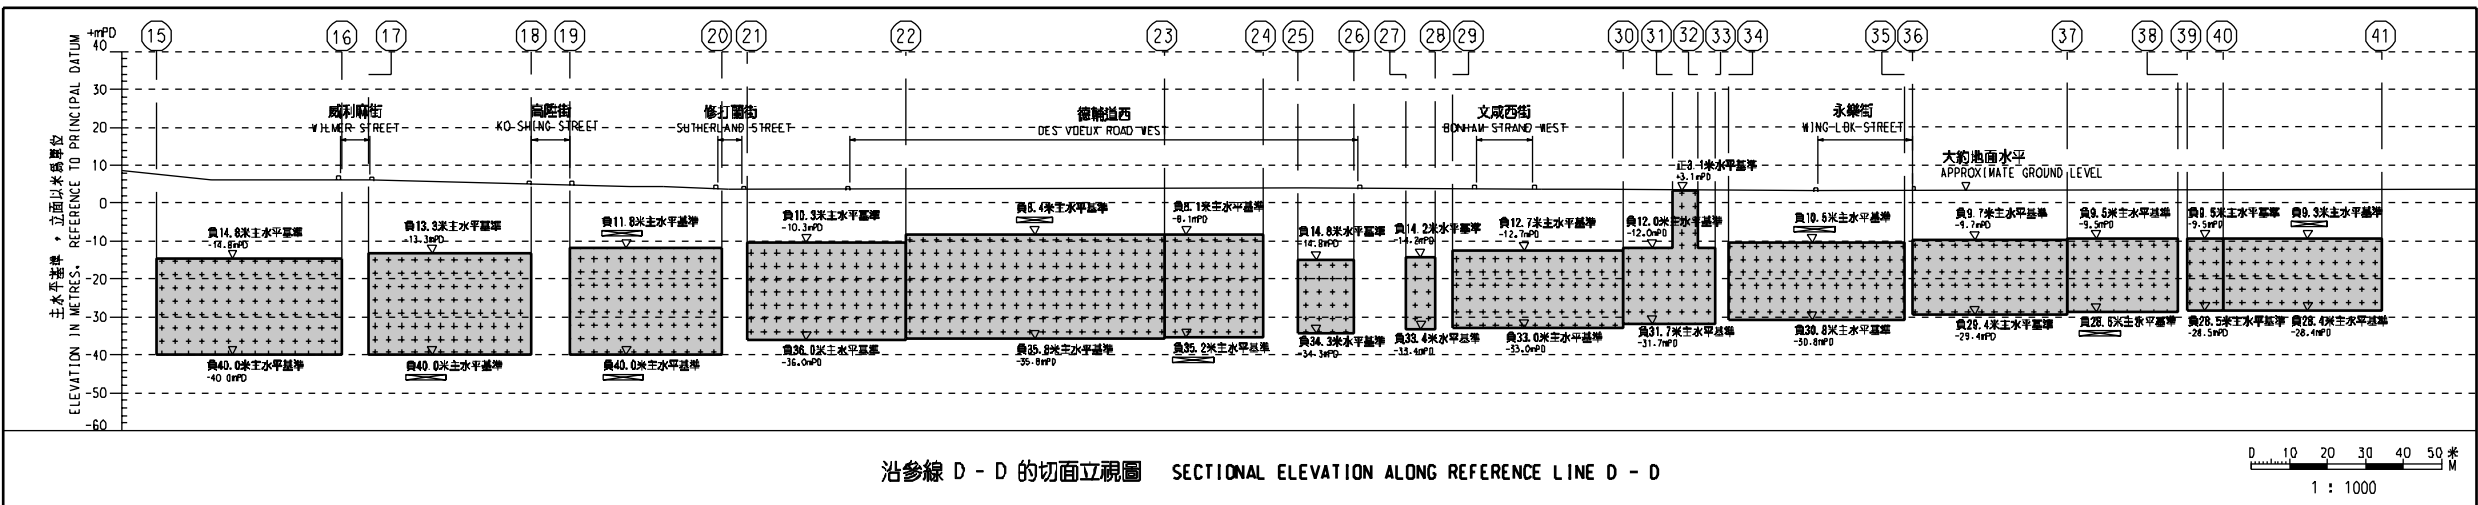 +mPD
15 16 17 18 19 20 21 22 23 24 25 26 27 28 29 30 31 32 33 34 35 36 37 38 39 40 41
主水平基準，立面以米為單位
ELEVATION IN METRES. REFERENCE TO PRINCIPAL DATUM
40
30
20
10
0
-10
-20
-30
-40
-50
-60
威利麻街
WILMER STREET
高陞街
KO SHING STREET
修打蘭街
SUTHERLAND STREET
德輔道西
DES VOEUX ROAD WEST
文咸西街
BONHAM STRAND WEST
永樂街
WING LOK STREET
大約地面水平
APPROXIMATE GROUND LEVEL
負14.8米主水平基準
-14.8mPD
負13.3米主水平基準
-13.3mPD
負11.8米主水平基準
負10.3米主水平基準
-10.3mPD
負8.4米主水平基準
負8.1米主水平基準
-8.1mPD
負14.8米水平基準
-14.8mPD
負14.2米水平基準
-14.2mPD
負12.7米水平基準
-12.7mPD
負12.0米水平基準
-12.0mPD
正3.1米水平基準
+3.1mPD
負10.6米主水平基準
負9.7米主水平基準
-9.7mPD
負9.5米主水平基準
-9.5mPD
負9.5米主水平基準
-9.5mPD
負9.3米主水平基準
負40.0米主水平基準
-40.0mPD
負40.0米主水平基準
負40.0米主水平基準
負36.0米主水平基準
-36.0mPD
負35.8米主水平基準
-35.8mPD
負35.2米主水平基準
負34.3米水平基準
-34.3mPD
負33.4米水平基準
-33.4mPD
負33.0米水平基準
-33.0mPD
負31.7米主水平基準
-31.7mPD
負30.8米主水平基準
-30.8mPD
負29.4米主水平基準
-29.4mPD
負28.6米主水平基準
負28.5米主水平基準
-28.5mPD
負28.4米主水平基準
-28.4mPD
沿參線 D - D 的切面立視圖 SECTIONAL ELEVATION ALONG REFERENCE LINE D - D
0 10 20 30 40 50 米
M
1 : 1000